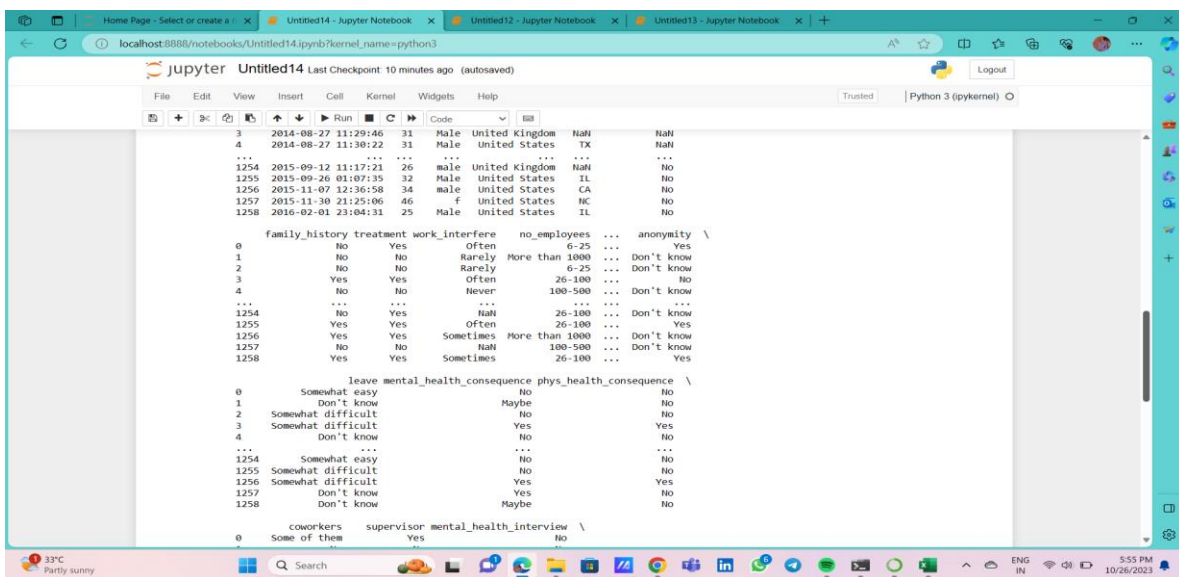 Home Page - Select or create a n
Untitled14 - Jupyter Notebook
Untitled12 - Jupyter Notebook
Untitled13 - Jupyter Notebook
localhost:8888/notebooks/Untitled14.ipynb?kernel_name=python3
jupyter Untitled14 Last Checkpoint: 10 minutes ago (autosaved)
Logout
File Edit View Insert Cell Kernel Widgets Help
Trusted
Python 3 (ipykernel)
Run
Code
3 2014-08-27 11:29:46 31 Male United Kingdom NaN NaN
4 2014-08-27 11:30:22 31 Male United States TX NaN
... ... ... ... ... ... ...
1254 2015-09-12 11:17:21 26 male United Kingdom NaN No
1255 2015-09-26 01:07:35 32 Male United States IL No
1256 2015-11-07 12:36:58 34 male United States CA No
1257 2015-11-30 21:25:06 46 f United States NC No
1258 2016-02-01 23:04:31 25 Male United States IL No
family_history treatment work_interfere no_employees ... anonymity \
0 No Yes Often 6-25 ... Yes
1 No No Rarely More than 1000 ... Don't know
2 No No Rarely 6-25 ... Don't know
3 Yes Yes Often 26-100 ... No
4 No No Never 100-500 ... Don't know
... ... ... ... ... ... ...
1254 No Yes NaN 26-100 ... Don't know
1255 Yes Yes Often 26-100 ... Yes
1256 Yes Yes Sometimes More than 1000 ... Don't know
1257 No No NaN 100-500 ... Don't know
1258 Yes Yes Sometimes 26-100 ... Yes
leave mental_health_consequence phys_health_consequence \
0 Somewhat easy No No
1 Don't know Maybe No
2 Somewhat difficult No No
3 Somewhat difficult Yes Yes
4 Don't know No No
... ... ... ...
1254 Somewhat easy No No
1255 Somewhat difficult No No
1256 Somewhat difficult Yes Yes
1257 Don't know Yes No
1258 Don't know Maybe No
coworkers supervisor mental_health_interview \
0 Some of them Yes No
33°C
Partly sunny
Search
ENG
IN
5:55 PM
10/26/2023